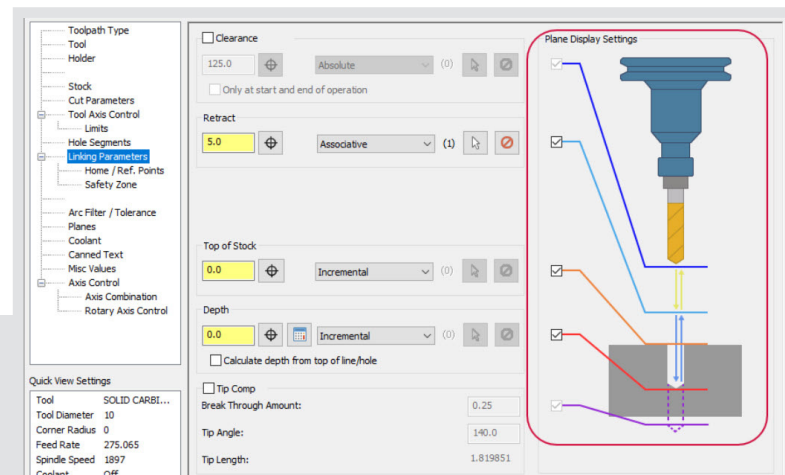 Toolpath Type
Tool
Holder
Stock
Cut Parameters
Tool Axis Control
Limits
Hole Segments
Linking Parameters
Home / Ref. Points
Safety Zone
Arc Filter / Tolerance
Planes
Coolant
Canned Text
Misc Values
Axis Control
Axis Combination
Rotary Axis Control
Quick View Settings
Tool SOLID CARBI...
Tool Diameter 10
Corner Radius 0
Feed Rate 275.065
Spindle Speed 1897
Coolant Off
Clearance
125.0 Absolute (0)
Only at start and end of operation
Retract
5.0 Associative (1)
Top of Stock
0.0 Incremental (0)
Depth
0.0 Incremental (0)
Calculate depth from top of line/hole
Tip Comp
Break Through Amount: 0.25
Tip Angle: 140.0
Tip Length: 1.819851
Plane Display Settings